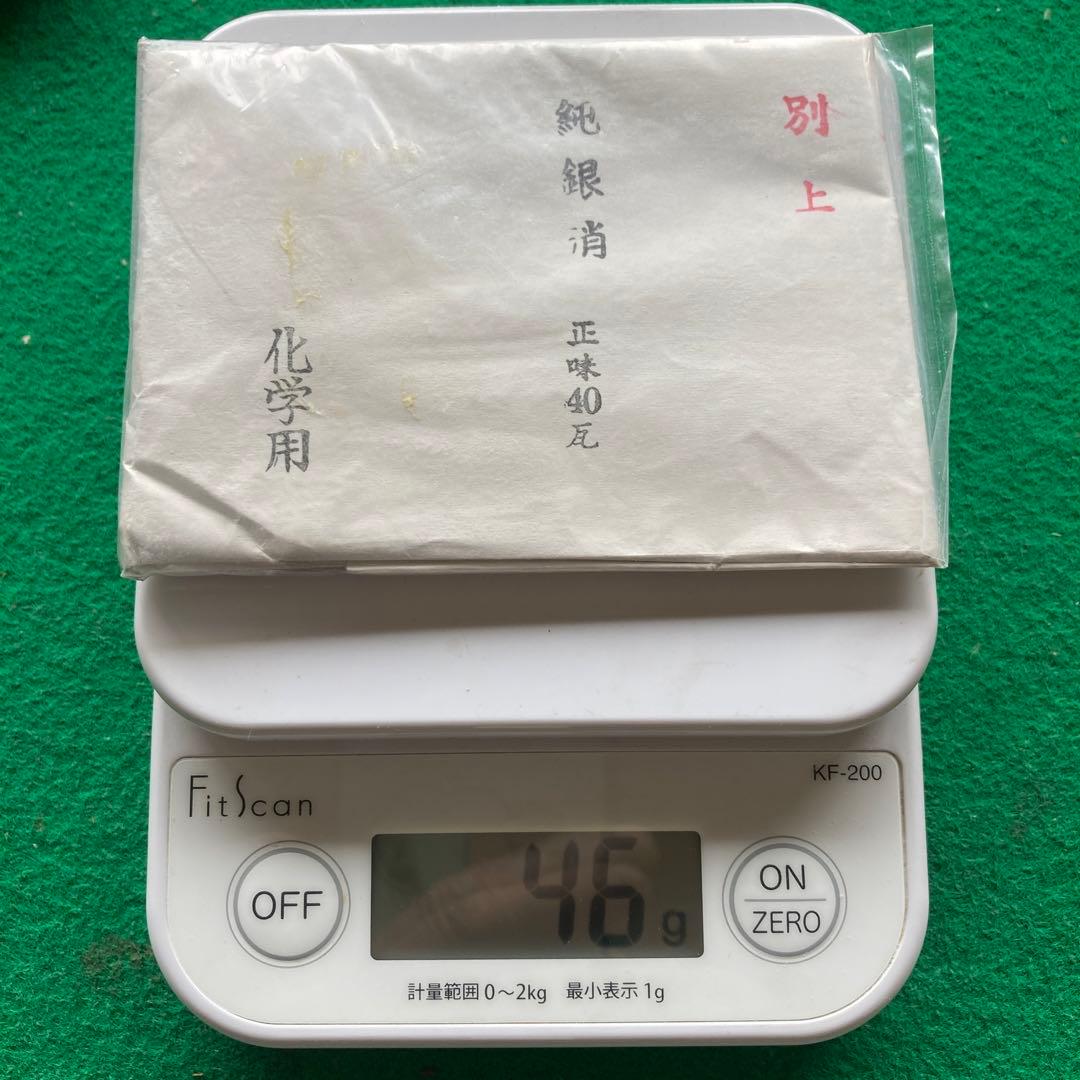 別上
純銀消 正味40瓦
化学用
FitScan
KF-200
OFF
46g
ON
ZERO
計量範囲 0～2kg 最小表示 1g